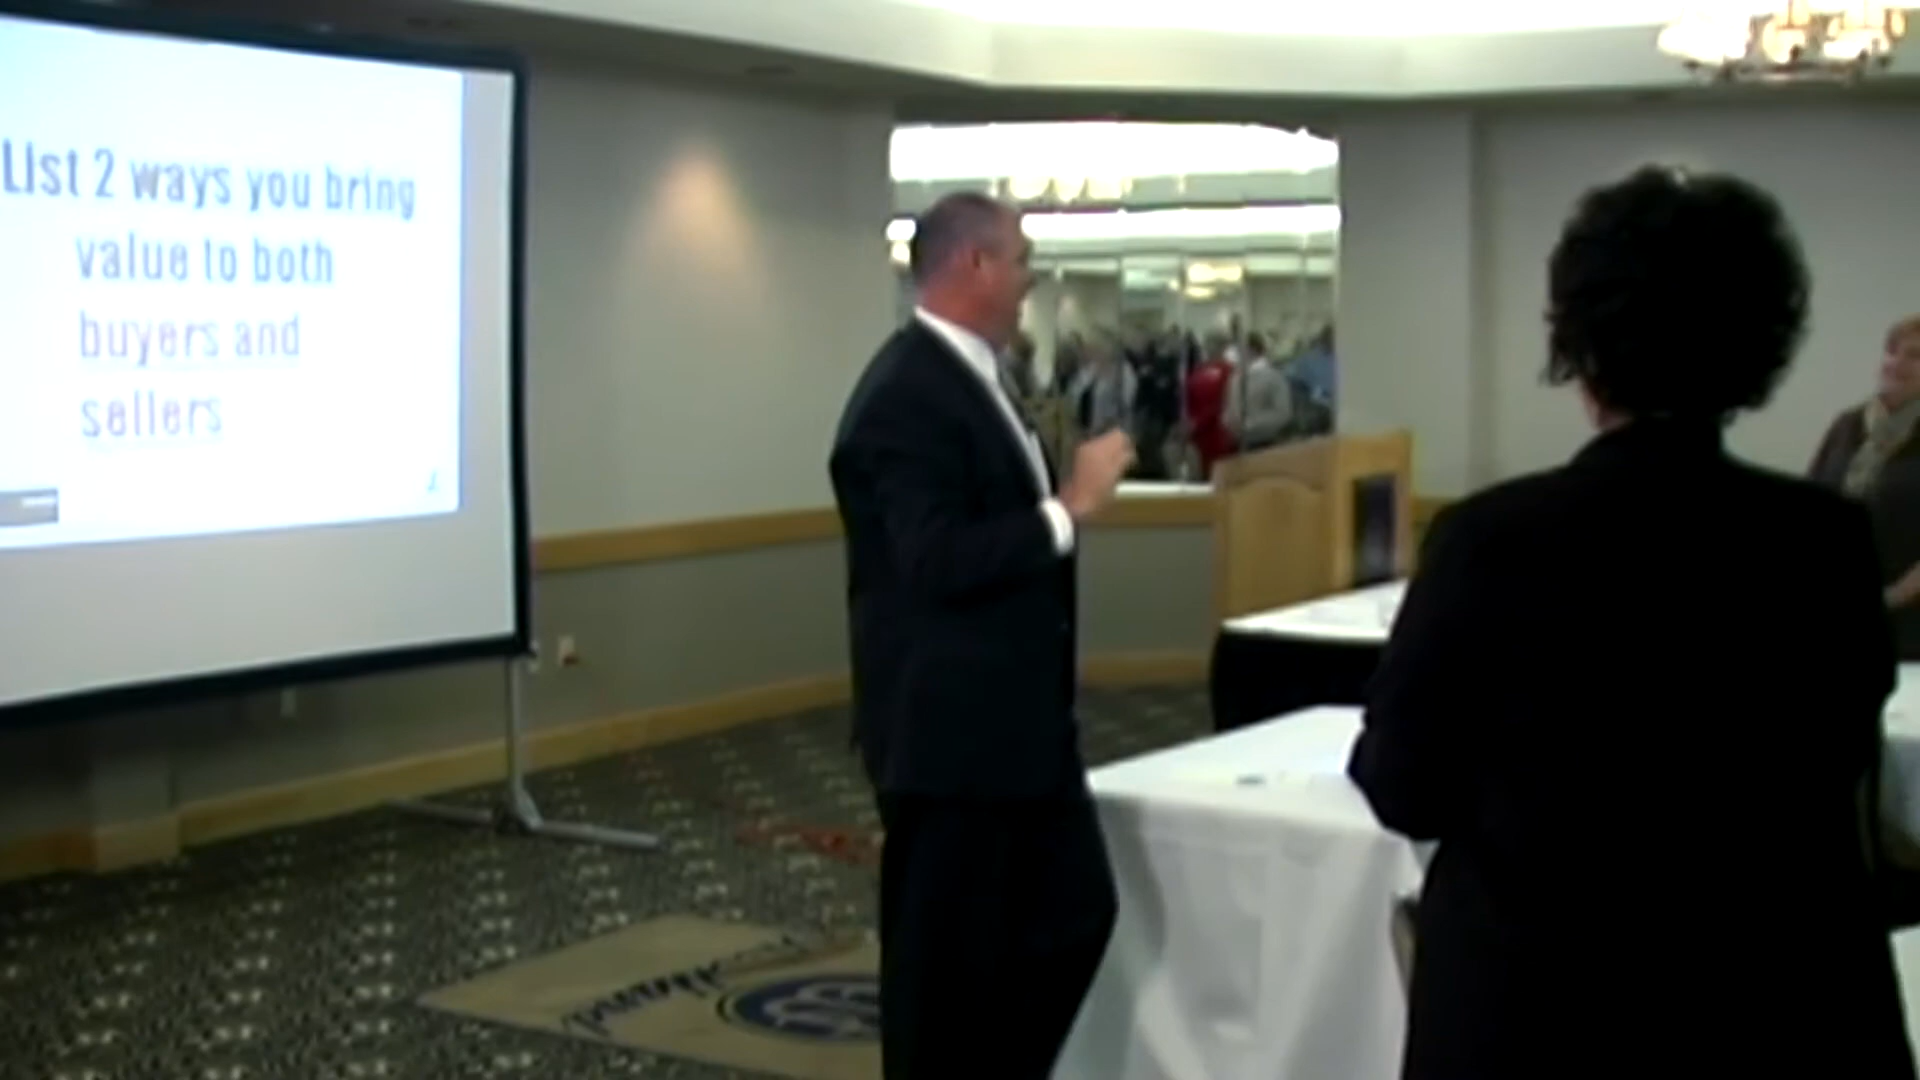 List 2 ways you bring
value to both
buyers and
sellers